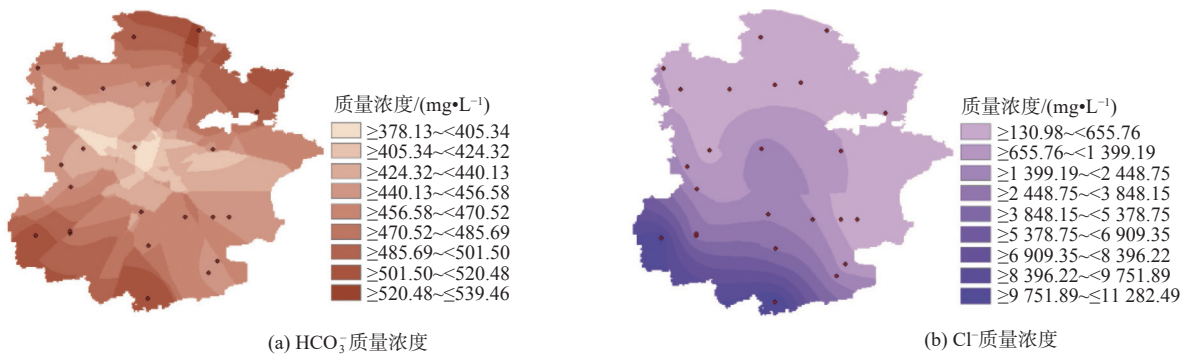 质量浓度/(mg•L⁻¹)
≥378.13~<405.34
≥405.34~<424.32
≥424.32~<440.13
≥440.13~<456.58
≥456.58~<470.52
≥470.52~<485.69
≥485.69~<501.50
≥501.50~<520.48
≥520.48~≤539.46
(a) HCO₃⁻质量浓度
质量浓度/(mg•L⁻¹)
≥130.98~<655.76
≥655.76~<1 399.19
≥1 399.19~<2 448.75
≥2 448.75~<3 848.15
≥3 848.15~<5 378.75
≥5 378.75~<6 909.35
≥6 909.35~<8 396.22
≥8 396.22~<9 751.89
≥9 751.89~≤11 282.49
(b) Cl⁻质量浓度